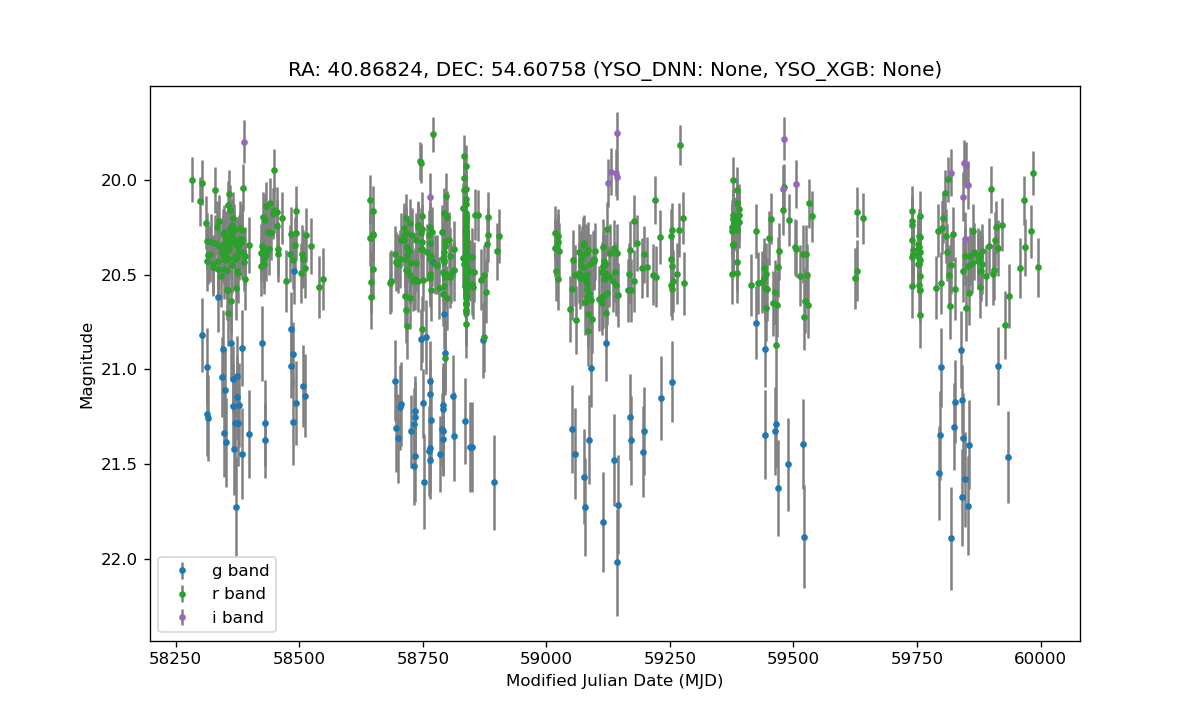 RA: 40.86824, DEC: 54.60758 (YSO_DNN: None, YSO_XGB: None)
20.0
20.5
21.0
21.5
22.0
Magnitude
g band
r band
i band
58250 58500 58750 59000 59250 59500 59750 60000
Modified Julian Date (MJD)